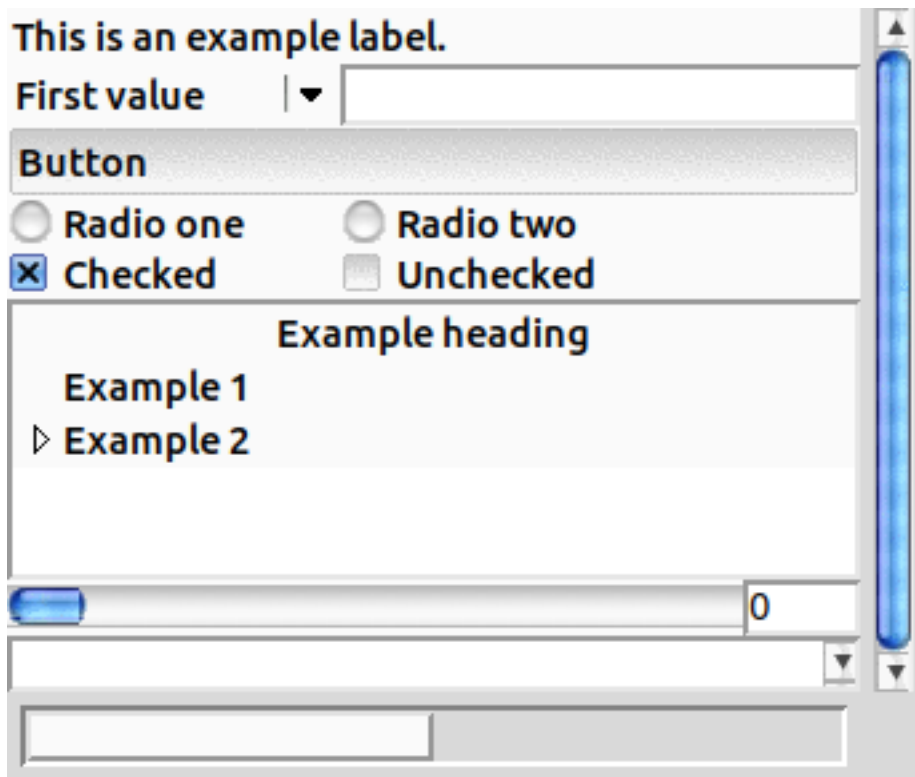 This is an example label.
First value
Button
Radio one Radio two
Checked Unchecked
Example heading
Example 1
Example 2
0